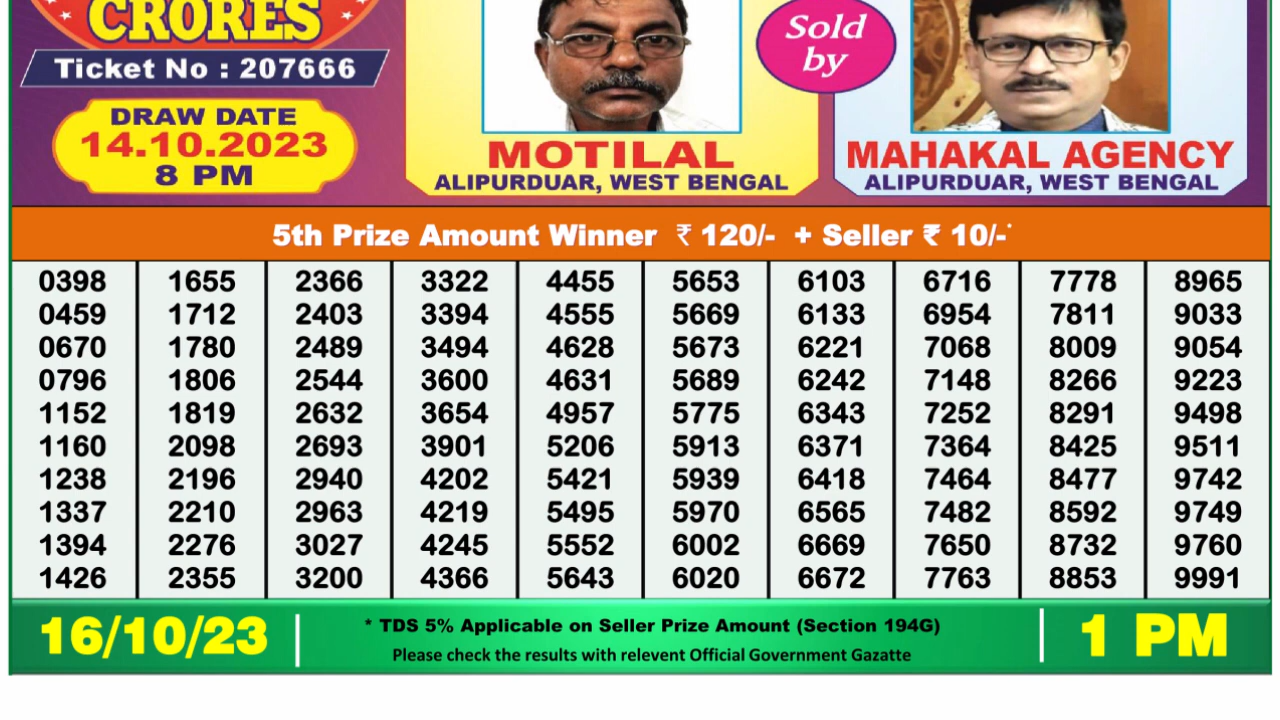 CRORES
Ticket No : 207666
DRAW DATE
14.10.2023
8 PM
MOTILAL
ALIPURDUAR, WEST BENGAL
Sold
by
MAHAKAL AGENCY
ALIPURDUAR, WEST BENGAL
5th Prize Amount Winner ₹ 120/- + Seller ₹ 10/-*
0398 1655 2366 3322 4455 5653 6103 6716 7778 8965
0459 1712 2403 3394 4555 5669 6133 6954 7811 9033
0670 1780 2489 3494 4628 5673 6221 7068 8009 9054
0796 1806 2544 3600 4631 5689 6242 7148 8266 9223
1152 1819 2632 3654 4957 5775 6343 7252 8291 9498
1160 2098 2693 3901 5206 5913 6371 7364 8425 9511
1238 2196 2940 4202 5421 5939 6418 7464 8477 9742
1337 2210 2963 4219 5495 5970 6565 7482 8592 9749
1394 2276 3027 4245 5552 6002 6669 7650 8732 9760
1426 2355 3200 4366 5643 6020 6672 7763 8853 9991
16/10/23
* TDS 5% Applicable on Seller Prize Amount (Section 194G)
Please check the results with relevent Official Government Gazatte
1 PM